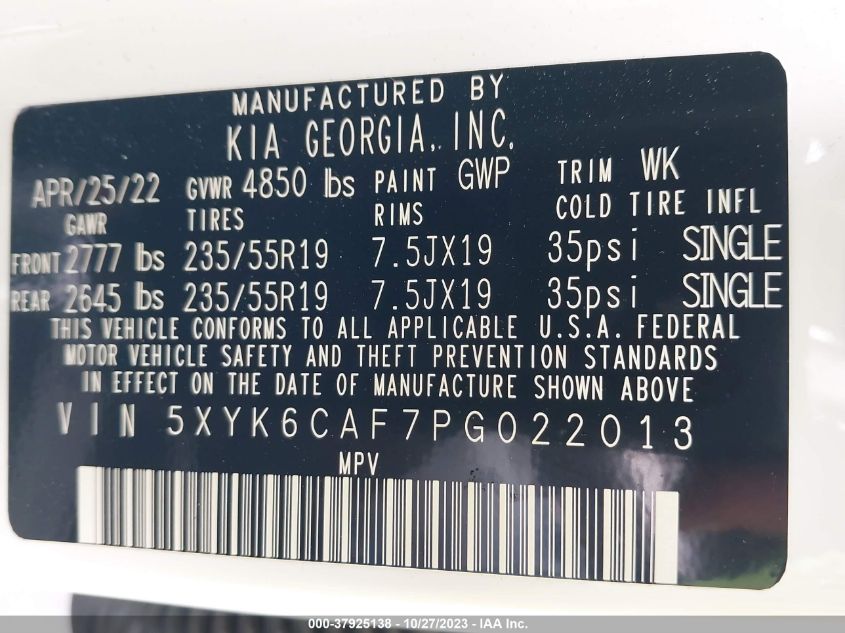 MANUFACTURED BY
KIA GEORGIA, INC.
APR/25/22 GVWR 4850 lbs PAINT GWP TRIM WK
GAWR TIRES RIMS COLD TIRE INFL
FRONT 2777 lbs 235/55R19 7.5JX19 35psi SINGLE
REAR 2645 lbs 235/55R19 7.5JX19 35psi SINGLE
THIS VEHICLE CONFORMS TO ALL APPLICABLE U.S.A. FEDERAL
MOTOR VEHICLE SAFETY AND THEFT PREVENTION STANDARDS
IN EFFECT ON THE DATE OF MANUFACTURE SHOWN ABOVE
VIN 5XYK6CAF7PG022013
MPV
000-37925138 - 10/27/2023 - IAA Inc.